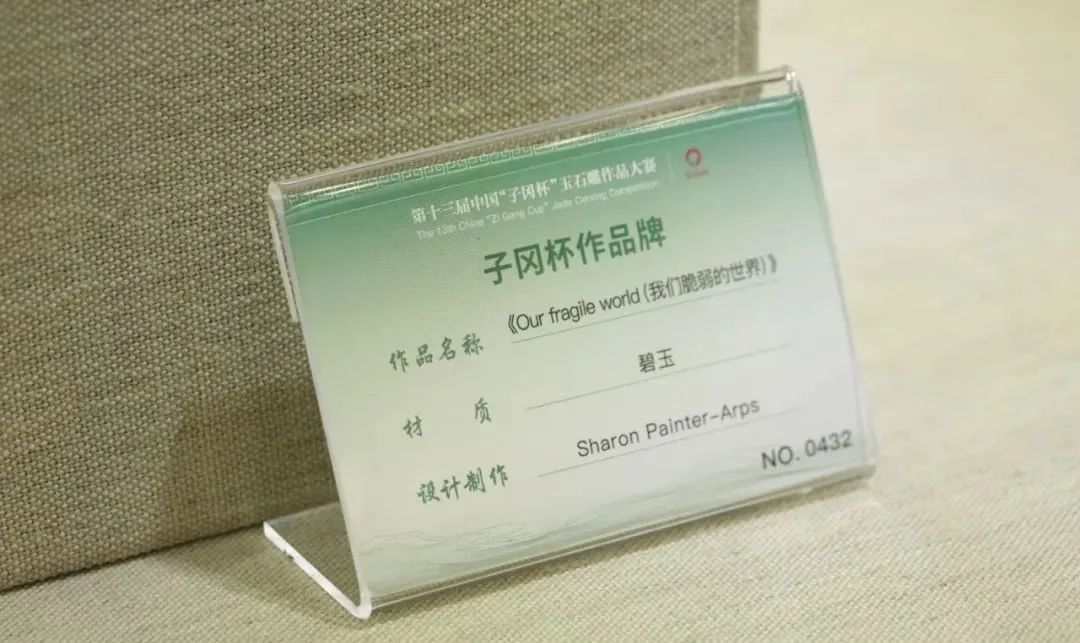 第十三届中国“子冈杯”玉石雕作品大赛
The 13th China "Zi Gang Cup" Jade Carving Competition
子冈杯作品牌
作品名称 《Our fragile world (我们脆弱的世界)》
材质 碧玉
设计制作 Sharon Painter-Arps
NO. 0432